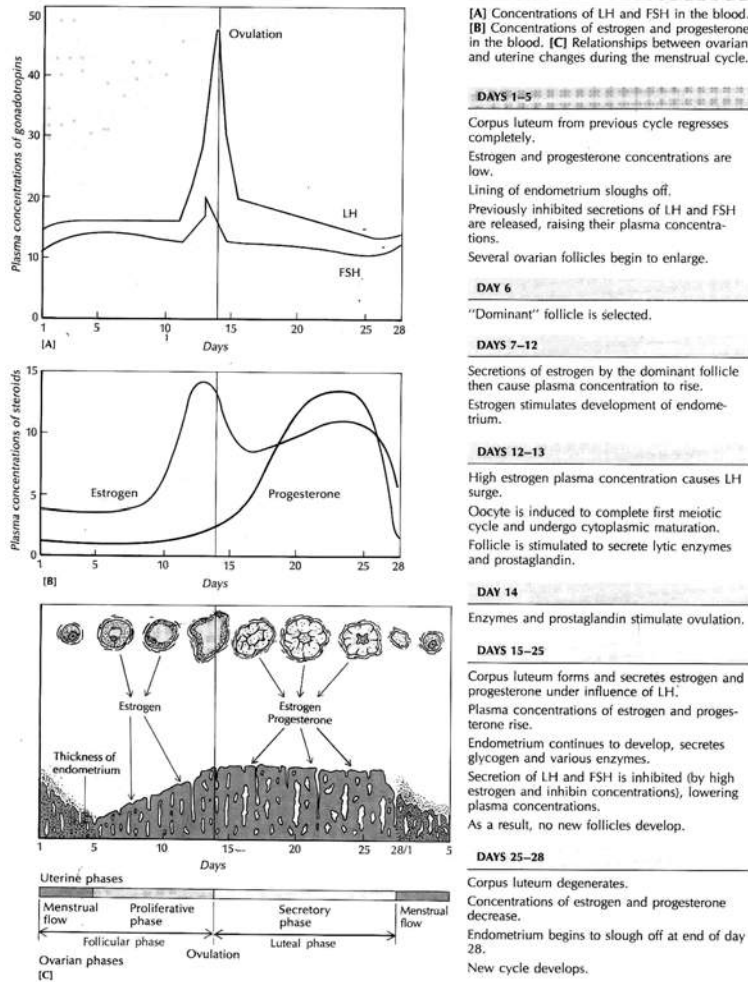 Plasma concentrations of gonadotropins
50
40
30
20
10
0
Ovulation
LH
FSH
1
5
10
15
20
25
28
[A]
Days
Plasma concentrations of steroids
15
10
5
0
Estrogen
Progesterone
1
5
10
15
20
25
28
[B]
Days
Estrogen
Estrogen
Progesterone
Thickness of
endometrium
1
5
10
15
20
25
28/1
5
Days
Uterine phases
Menstrual
flow
Proliferative
phase
Secretory
phase
Menstrual
flow
Follicular phase
Luteal phase
Ovulation
Ovarian phases
[C]
[A] Concentrations of LH and FSH in the blood.
[B] Concentrations of estrogen and progesterone
in the blood. [C] Relationships between ovarian
and uterine changes during the menstrual cycle.
DAYS 1–5
Corpus luteum from previous cycle regresses
completely.
Estrogen and progesterone concentrations are
low.
Lining of endometrium sloughs off.
Previously inhibited secretions of LH and FSH
are released, raising their plasma concentra-
tions.
Several ovarian follicles begin to enlarge.
DAY 6
"Dominant" follicle is selected.
DAYS 7–12
Secretions of estrogen by the dominant follicle
then cause plasma concentration to rise.
Estrogen stimulates development of endome-
trium.
DAYS 12–13
High estrogen plasma concentration causes LH
surge.
Oocyte is induced to complete first meiotic
cycle and undergo cytoplasmic maturation.
Follicle is stimulated to secrete lytic enzymes
and prostaglandin.
DAY 14
Enzymes and prostaglandin stimulate ovulation.
DAYS 15–25
Corpus luteum forms and secretes estrogen and
progesterone under influence of LH.
Plasma concentrations of estrogen and proges-
terone rise.
Endometrium continues to develop, secretes
glycogen and various enzymes.
Secretion of LH and FSH is inhibited (by high
estrogen and inhibin concentrations), lowering
plasma concentrations.
As a result, no new follicles develop.
DAYS 25–28
Corpus luteum degenerates.
Concentrations of estrogen and progesterone
decrease.
Endometrium begins to slough off at end of day
28.
New cycle develops.